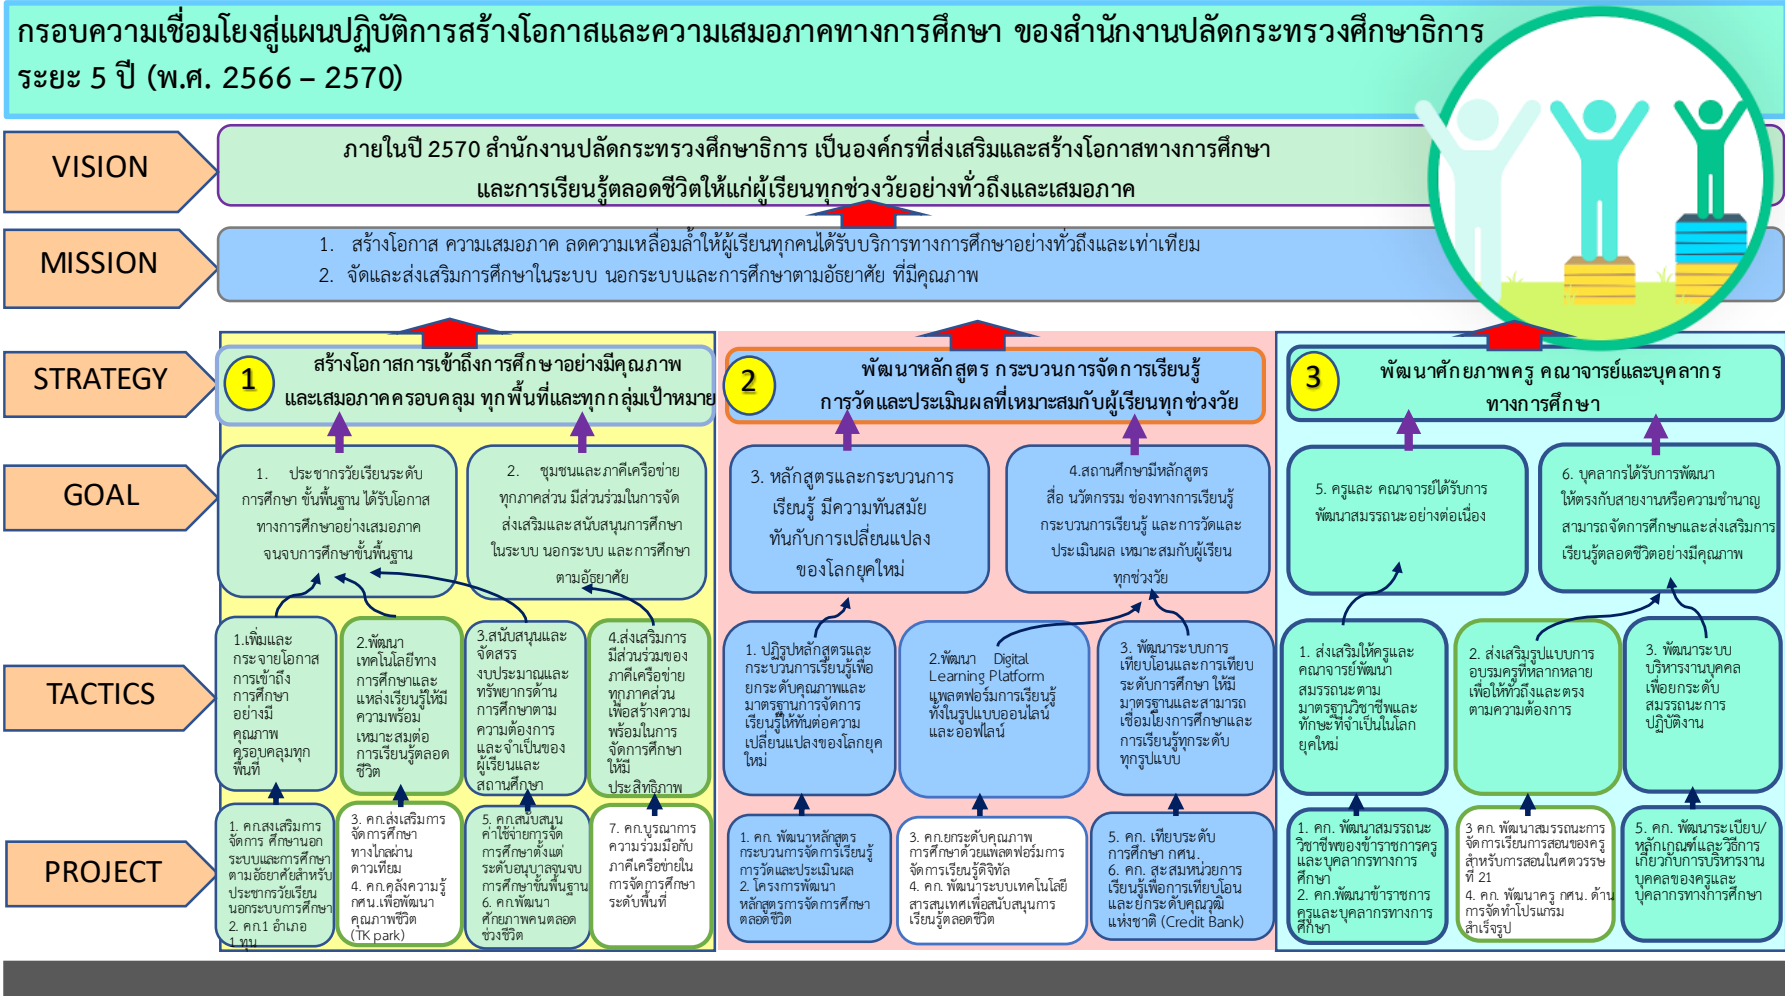 กรอบความเชื่อมโยงสู่แผนปฏิบัติการสร้างโอกาสและความเสมอภาคทางการศึกษา ของสำนักงานปลัดกระทรวงศึกษาธิการ
ระยะ 5 ปี (พ.ศ. 2566 – 2570)
VISION
ภายในปี 2570 สำนักงานปลัดกระทรวงศึกษาธิการ เป็นองค์กรที่ส่งเสริมและสร้างโอกาสทางการศึกษา
และการเรียนรู้ตลอดชีวิตให้แก่ผู้เรียนทุกช่วงวัยอย่างทั่วถึงและเสมอภาค
MISSION
1. สร้างโอกาส ความเสมอภาค ลดความเหลื่อมล้ำให้ผู้เรียนทุกคนได้รับบริการทางการศึกษาอย่างทั่วถึงและเท่าเทียม
2. จัดและส่งเสริมการศึกษาในระบบ นอกระบบและการศึกษาตามอัธยาศัย ที่มีคุณภาพ
STRATEGY
1
สร้างโอกาสการเข้าถึงการศึกษาอย่างมีคุณภาพ
และเสมอภาคครอบคลุม ทุกพื้นที่และทุกกลุ่มเป้าหมาย
2
พัฒนาหลักสูตร กระบวนการจัดการเรียนรู้
การวัดและประเมินผลที่เหมาะสมกับผู้เรียนทุกช่วงวัย
3
พัฒนาศักยภาพครู คณาจารย์และบุคลากร
ทางการศึกษา
GOAL
1. ประชากรวัยเรียนระดับ
การศึกษา ขั้นพื้นฐาน ได้รับโอกาส
ทางการศึกษาอย่างเสมอภาค
จนจบการศึกษาขั้นพื้นฐาน
2. ชุมชนและภาคีเครือข่าย
ทุกภาคส่วน มีส่วนร่วมในการจัด
ส่งเสริมและสนับสนุนการศึกษา
ในระบบ นอกระบบ และการศึกษา
ตามอัธยาศัย
3. หลักสูตรและกระบวนการ
เรียนรู้ มีความทันสมัย
ทันกับการเปลี่ยนแปลง
ของโลกยุคใหม่
4.สถานศึกษามีหลักสูตร
สื่อ นวัตกรรม ช่องทางการเรียนรู้
กระบวนการเรียนรู้ และการวัดและ
ประเมินผล เหมาะสมกับผู้เรียน
ทุกช่วงวัย
5. ครูและ คณาจารย์ได้รับการ
พัฒนาสมรรถนะอย่างต่อเนื่อง
6. บุคลากรได้รับการพัฒนา
ให้ตรงกับสายงานหรือความชำนาญ
สามารถจัดการศึกษาและส่งเสริมการ
เรียนรู้ตลอดชีวิตอย่างมีคุณภาพ
TACTICS
1.เพิ่มและ
กระจายโอกาส
การเข้าถึง
การศึกษา
อย่างมี
คุณภาพ
ครอบคลุมทุก
พื้นที่
2.พัฒนา
เทคโนโลยีทาง
การศึกษาและ
แหล่งเรียนรู้ให้มี
ความพร้อม
เหมาะสมต่อ
การเรียนรู้ตลอด
ชีวิต
3.สนับสนุนและ
จัดสรร
งบประมาณและ
ทรัพยากรด้าน
การศึกษาตาม
ความต้องการ
และจำเป็นของ
ผู้เรียนและ
สถานศึกษา
4.ส่งเสริมการ
มีส่วนร่วมของ
ภาคีเครือข่าย
ทุกภาคส่วน
เพื่อสร้างความ
พร้อมในการ
จัดการศึกษา
ให้มี
ประสิทธิภาพ
1. ปฏิรูปหลักสูตรและ
กระบวนการเรียนรู้เพื่อ
ยกระดับคุณภาพและ
มาตรฐานการจัดการ
เรียนรู้ให้ทันต่อความ
เปลี่ยนแปลงของโลกยุค
ใหม่
2.พัฒนา Digital
Learning Platform
แพลตฟอร์มการเรียนรู้
ทั้งในรูปแบบออนไลน์
และออฟไลน์
3. พัฒนาระบบการ
เทียบโอนและการเทียบ
ระดับการศึกษา ให้มี
มาตรฐานและสามารถ
เชื่อมโยงการศึกษาและ
การเรียนรู้ทุกระดับ
ทุกรูปแบบ
1. ส่งเสริมให้ครูและ
คณาจารย์พัฒนา
สมรรถนะตาม
มาตรฐานวิชาชีพและ
ทักษะที่จำเป็นในโลก
ยุคใหม่
2. ส่งเสริมรูปแบบการ
อบรมครูที่หลากหลาย
เพื่อให้ทั่วถึงและตรง
ตามความต้องการ
3. พัฒนาระบบ
บริหารงานบุคคล
เพื่อยกระดับ
สมรรถนะการ
ปฏิบัติงาน
PROJECT
1. คก.สงเสริมการ
จัดการ ศึกษานอก
ระบบและการศึกษา
ตามอัธยาศัยสำหรับ
ประชากรวัยเรียน
นอกระบบการศึกษา
2. คก.1 อำเภอ
1 ทุน
3. คก.ส่งเสริมการ
จัดการศึกษา
ทางไกลผ่าน
ดาวเทียม
4. คก.คลังความรู้
กศน.เพื่อพัฒนา
คุณภาพชีวิต
(TK park)
5. คก.สนับสนุน
ค่าใช้จ่ายการจัด
การศึกษาตั้งแต่
ระดับอนุบาลจนจบ
การศึกษาขั้นพื้นฐาน
6. คก.พัฒนา
ศักยภาพคนตลอด
ช่วงชีวิต
7. คก.บูรณาการ
ความร่วมมือกับ
ภาคีเครือข่ายใน
การจัดการศึกษา
ระดับพื้นที่
1. คก. พัฒนาหลักสูตร
กระบวนการจัดการเรียนรู้
การวัดและประเมินผล
2. โครงการพัฒนา
หลักสูตรการจัดการศึกษา
ตลอดชีวิต
3. คก.ยกระดับคุณภาพ
การศึกษาด้วยแพลตฟอร์มการ
จัดการเรียนรู้ดิจิทัล
4. คก. พัฒนาระบบเทคโนโลยี
สารสนเทศเพื่อสนับสนุนการ
เรียนรู้ตลอดชีวิต
5. คก. เทียบระดับ
การศึกษา กศน.
6. คก. สะสมหน่วยการ
เรียนรู้เพื่อการเทียบโอน
และยกระดับคุณวุฒิ
แห่งชาติ (Credit Bank)
1. คก. พัฒนาสมรรถนะ
วิชาชีพของข้าราชการครู
และบุคลากรทางการ
ศึกษา
2. คก.พัฒนาข้าราชการ
ครูและบุคลากรทางการ
ศึกษา
3 คก. พัฒนาสมรรถนะการ
จัดการเรียนการสอนของครู
สำหรับการสอนในศตวรรษ
ที่ 21
4. คก. พัฒนาครู กศน. ด้าน
การจัดทำโปรแกรม
สำเร็จรูป
5. คก. พัฒนาระเบียบ/
หลักเกณฑ์และวิธีการ
เกี่ยวกับการบริหารงาน
บุคคลของครูและ
บุคลากรทางการศึกษา